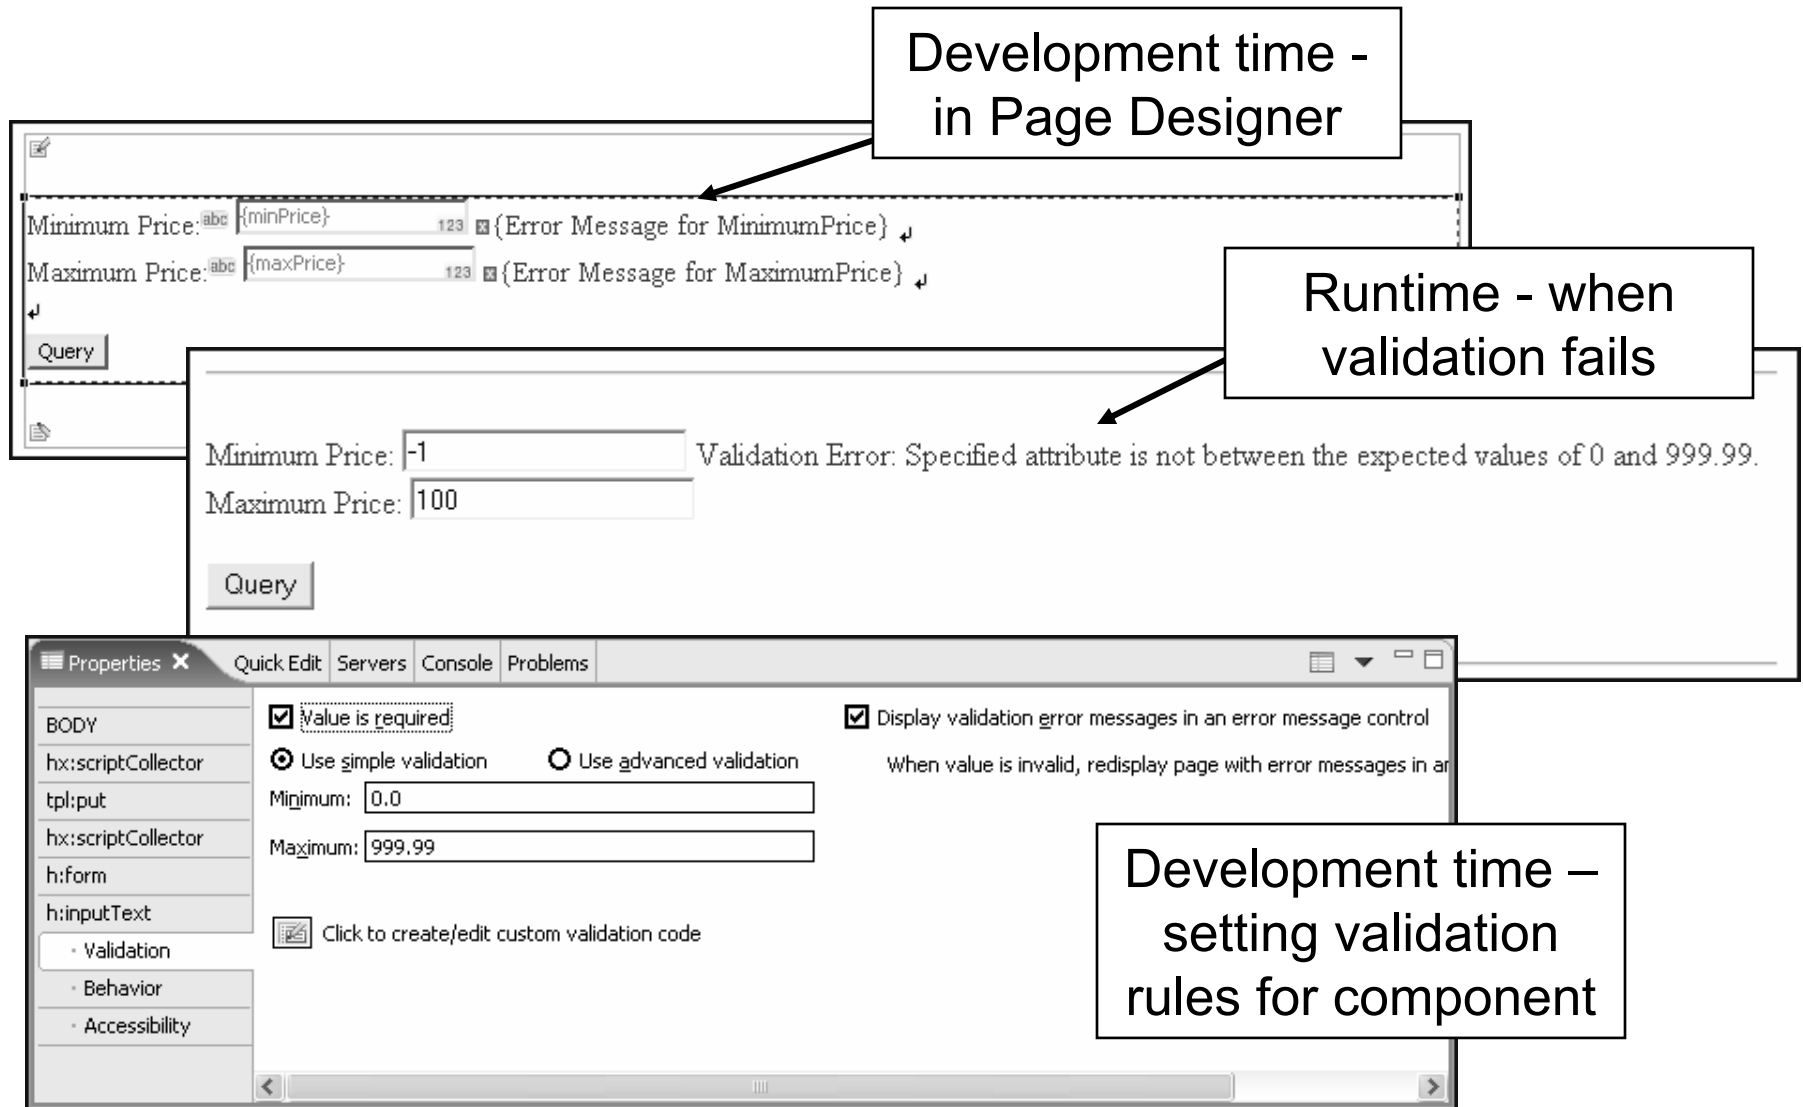 Development time -
in Page Designer
Minimum Price: abc {minPrice} 123 {Error Message for MinimumPrice}
Maximum Price: abc {maxPrice} 123 {Error Message for MaximumPrice}
Query
Runtime - when
validation fails
Minimum Price: -1 Validation Error: Specified attribute is not between the expected values of 0 and 999.99.
Maximum Price: 100
Query
Properties Quick Edit Servers Console Problems
BODY
hx:scriptCollector
tpl:put
hx:scriptCollector
h:form
h:inputText
Validation
Behavior
Accessibility
Value is required
Use simple validation Use advanced validation
Minimum: 0.0
Maximum: 999.99
Click to create/edit custom validation code
Display validation error messages in an error message control
When value is invalid, redisplay page with error messages in
Development time –
setting validation
rules for component